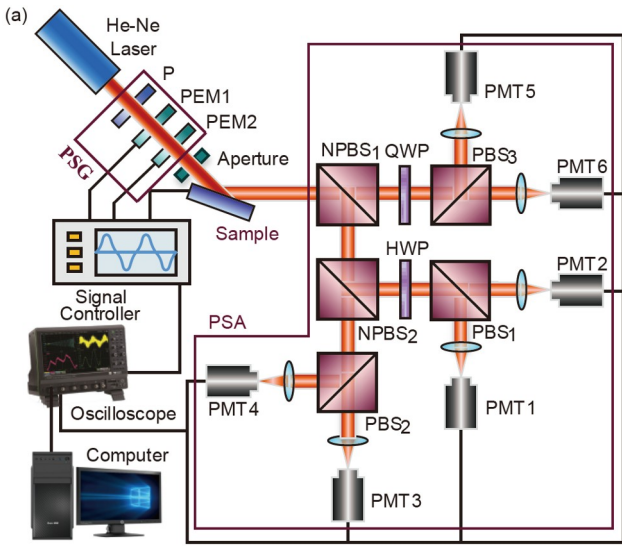 (a)
He-Ne
Laser
P
PEM1
PEM2
PSG
Aperture
Sample
NPBS1
QWP
PBS3
PMT5
PMT6
HWP
PMT2
NPBS2
PBS1
PMT1
PSA
Signal
Controller
PMT4
PBS2
PMT3
Oscilloscope
Computer